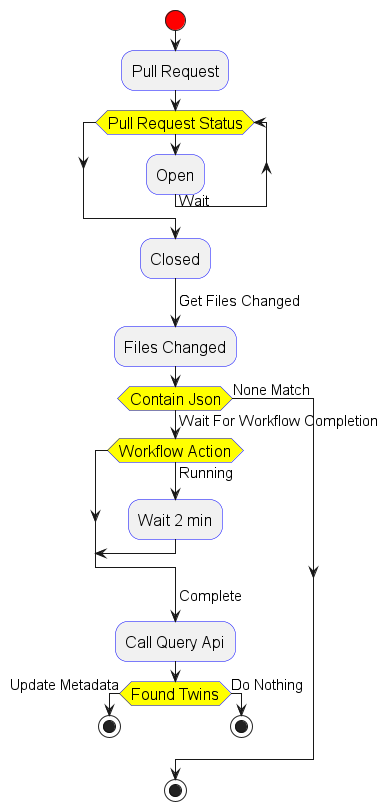 Pull Request
Pull Request Status
Open
Wait
Closed
Get Files Changed
Files Changed
Contain Json
None Match
Wait For Workflow Completion
Workflow Action
Running
Wait 2 min
Complete
Call Query Api
Update Metadata
Found Twins
Do Nothing